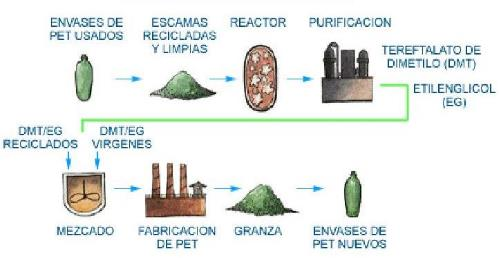 ENVASES DE
PET USADOS
ESCAMAS
RECICLADAS
Y LIMPIAS
REACTOR
PURIFICACION
TEREFTALATO DE
DIMETILO (DMT)
ETILENGLICOL
(EG)
DMT/EG
RECICLADOS
DMT/EG
VIRGENES
MEZCADO
FABRICACION
DE PET
GRANZA
ENVASES DE
PET NUEVOS